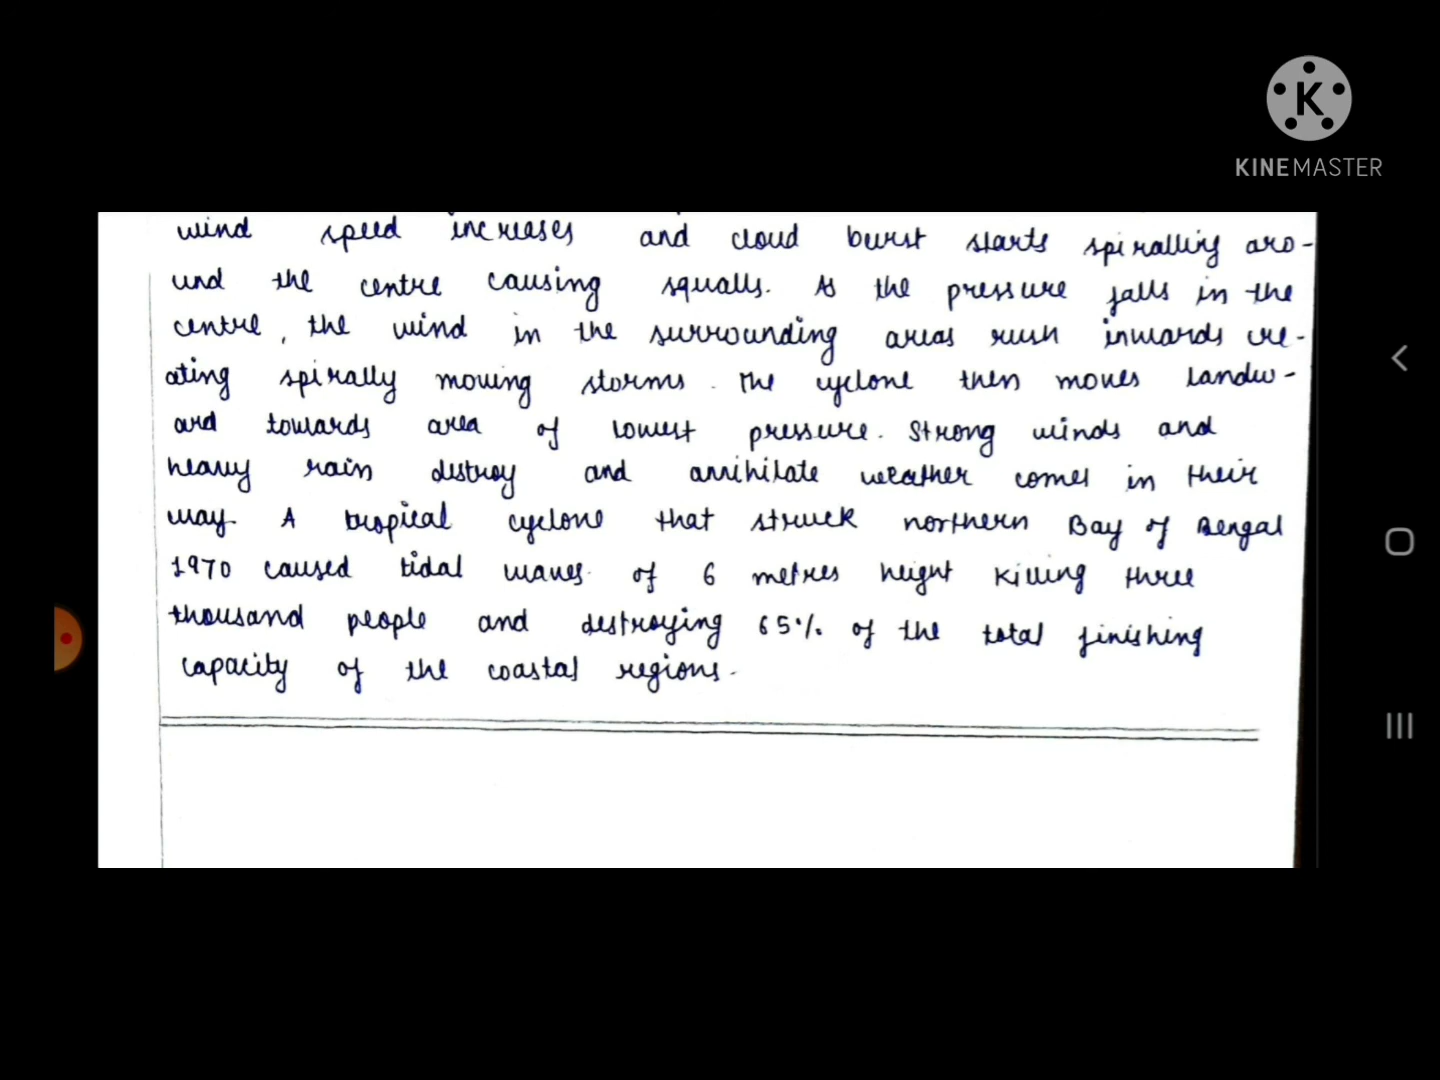 K
KINEMASTER
wind speed increases and cloud burst starts spiralling aro-
und the centre causing squalls. As the pressure falls in the
centre, the wind in the surrounding areas rush inwards cre-
ating spirally moving storms. The cyclone then moves landw-
ard towards area of lowest pressure. Strong winds and
heavy rain destroy and annihilate weather comes in their
way. A tropical cyclone that struck northern Bay of Bengal
1970 caused tidal waves of 6 metres height killing three
thousand people and destroying 65% of the total finishing
capacity of the coastal regions.